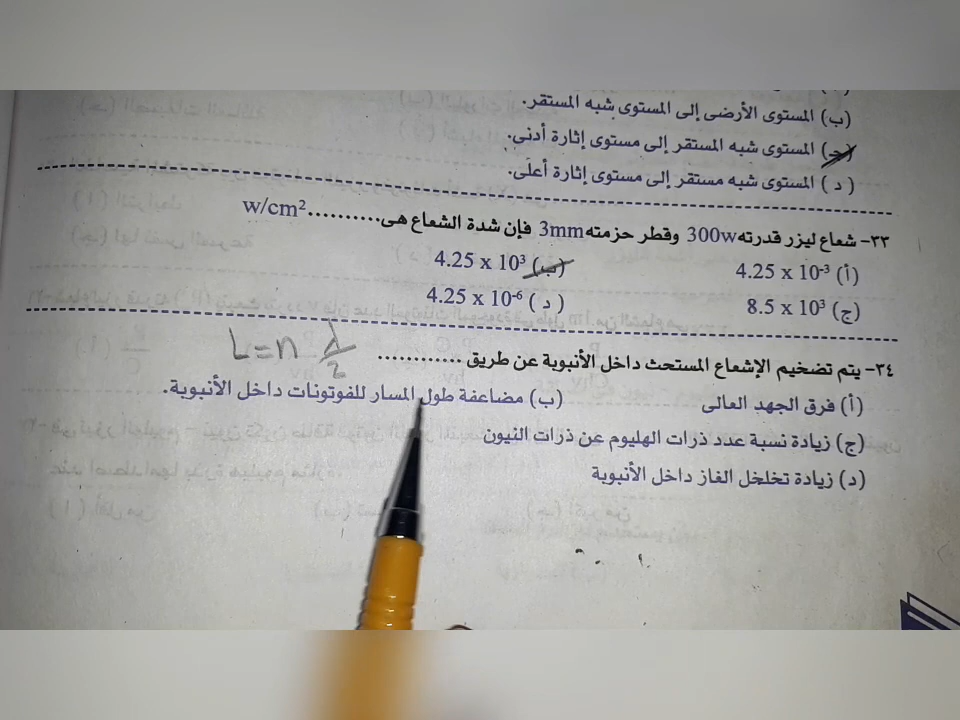 (ب) المستوى الأرضى إلى المستوى شبه المستقر.
(جـ) المستوى شبه المستقر إلى مستوى إثارة أدنى.
(د) المستوى شبه مستقر إلى مستوى إثارة أعلى.
٣٣- شعاع ليزر قدرته 300w وقطر حزمته 3mm فإن شدة الشعاع هى........... w/cm²
(أ) 4.25 x 10⁻³ (ب) 4.25 x 10³
(ج) 8.5 x 10³ (د) 4.25 x 10⁻⁶
L = n λ/2
٣٤- يتم تضخيم الإشعاع المستحث داخل الأنبوبة عن طريق ............
(أ) فرق الجهد العالى (ب) مضاعفة طول المسار للفوتونات داخل الأنبوبة.
(ج) زيادة نسبة عدد ذرات الهليوم عن ذرات النيون
(د) زيادة تخلخل الغاز داخل الأنبوبة